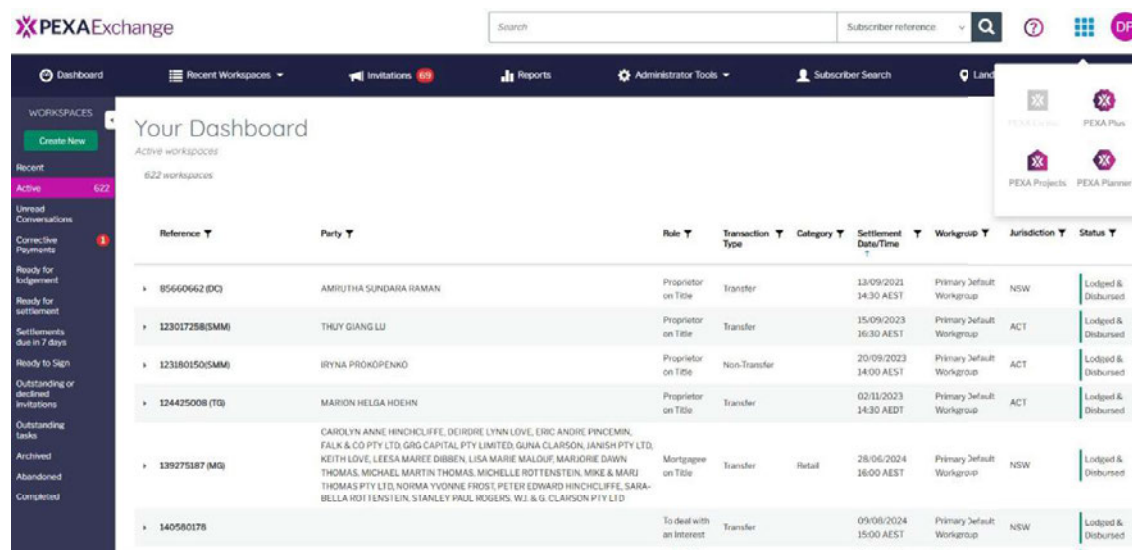 PEXAExchange
Search
Subscriber reference
DF
Dashboard
Recent Workspaces
Invitations 69
Reports
Administrator Tools
Subscriber Search
Land
PEXA Plus
PEXA Projects
PEXA Planner
WORKSPACES
Create New
Recent
Active 622
Unread
Conversations
Corrective 1
Payments
Ready for
lodgement
Ready for
settlement
Settlements
due in 7 days
Ready to Sign
Outstanding or
declined
invitations
Outstanding
tasks
Archived
Abandoned
Completed
Your Dashboard
Active workspaces
622 workspaces
Reference Party Role Transaction Category Settlement Workgroup Jurisdiction Status
Type Date/Time
85660662 (DC) AMRUTHA SUNDARA RAMAN Proprietor Transfer 13/09/2021 Primary Default NSW Lodged &
on Title 14:30 AEST Workgroup Disbursed
123017258(SMM) THUY GIANG LU Proprietor Transfer 15/09/2023 Primary Default ACT Lodged &
on Title 16:30 AEST Workgroup Disbursed
123180150(SMM) IRYNA PROKOPENKO Proprietor Non-Transfer 20/09/2023 Primary Default ACT Lodged &
on Title 14:00 AEST Workgroup Disbursed
124425008 (TG) MARION HELGA HOEHN Proprietor Transfer 02/11/2023 Primary Default ACT Lodged &
on Title 14:30 AEDT Workgroup Disbursed
CAROLYN ANNE HINCHCLIFFE, DEIRDRE LYNN LOVE, ERIC ANDRE PINCEMIN,
FALK & CO PTY LTD, GRG CAPITAL PTY LIMITED, GUNA CLARSON, JANISH PTY LTD,
139275187 (MG) KEITH LOVE, LEESA MAREE DIBBEN, LISA MARIE MALOUF, MARJORIE DAWN Mortgagee Transfer Retail 28/06/2024 Primary Default NSW Lodged &
THOMAS, MICHAEL MARTIN THOMAS, MICHELLE ROTTENSTEIN, MIKE & MARJ on Title 16:00 AEST Workgroup Disbursed
THOMAS PTY LTD, NORMA YVONNE FROST, PETER EDWARD HINCHCLIFFE, SARA-
BELLA ROTTENSTEIN, STANLEY PAUL ROGERS, W.J. & G. CLARSON PTY LTD
140580178 To deal with Transfer 09/08/2024 Primary Default NSW Lodged &
an Interest 15:00 AEST Workgroup Disbursed